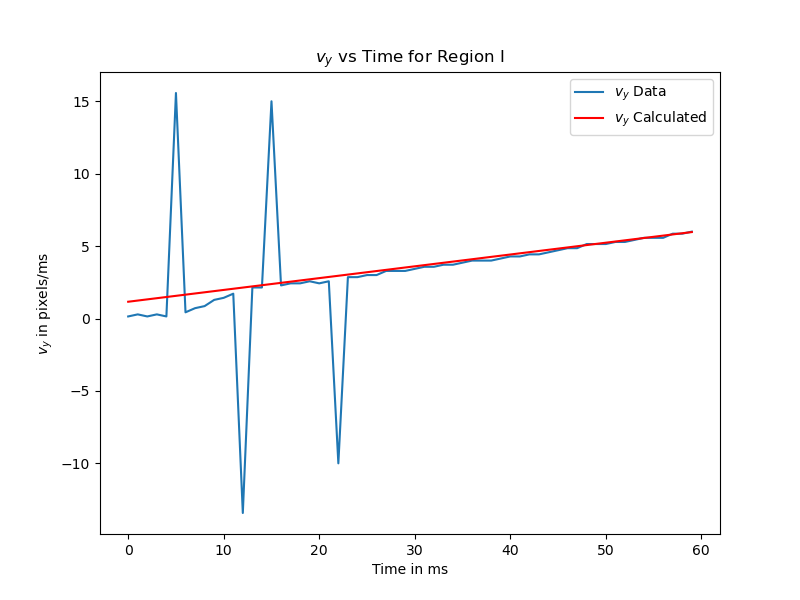 v_y vs Time for Region I
v_y Data
v_y Calculated
15
10
5
0
−5
−10
v_y in pixels/ms
0 10 20 30 40 50 60
Time in ms